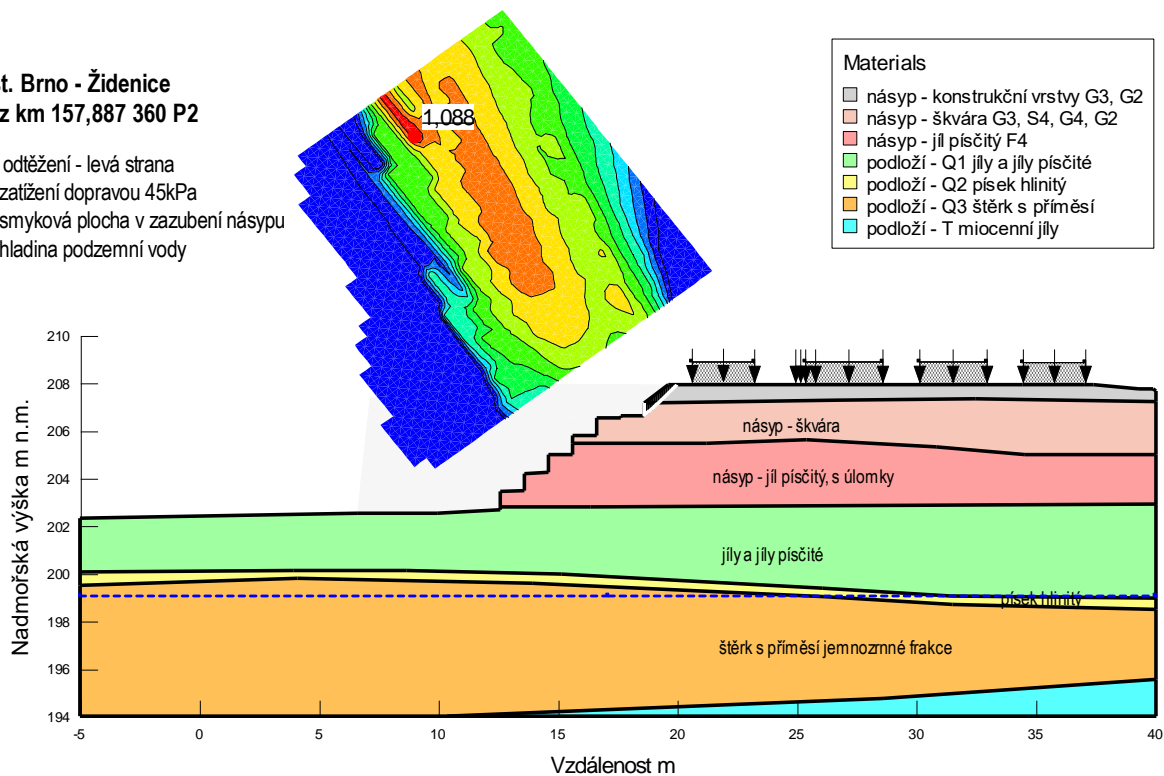 st. Brno - Židenice
z km 157,887 360 P2
odtěžení - levá strana
zatížení dopravou 45kPa
smyková plocha v zazubení násypu
hladina podzemní vody
1,088
Materials
násyp - konstrukční vrstvy G3, G2
násyp - škvára G3, S4, G4, G2
násyp - jíl písčitý F4
podloží - Q1 jíly a jíly písčité
podloží - Q2 písek hlinitý
podloží - Q3 štěrk s příměsí
podloží - T miocenní jíly
Nadmořská výška m n.m.
210
208
206
204
202
200
198
196
194
násyp - škvára
násyp - jíl písčitý, s úlomky
jíly a jíly písčité
písek hlinitý
štěrk s příměsí jemnozrnné frakce
-5 0 5 10 15 20 25 30 35 40
Vzdálenost m